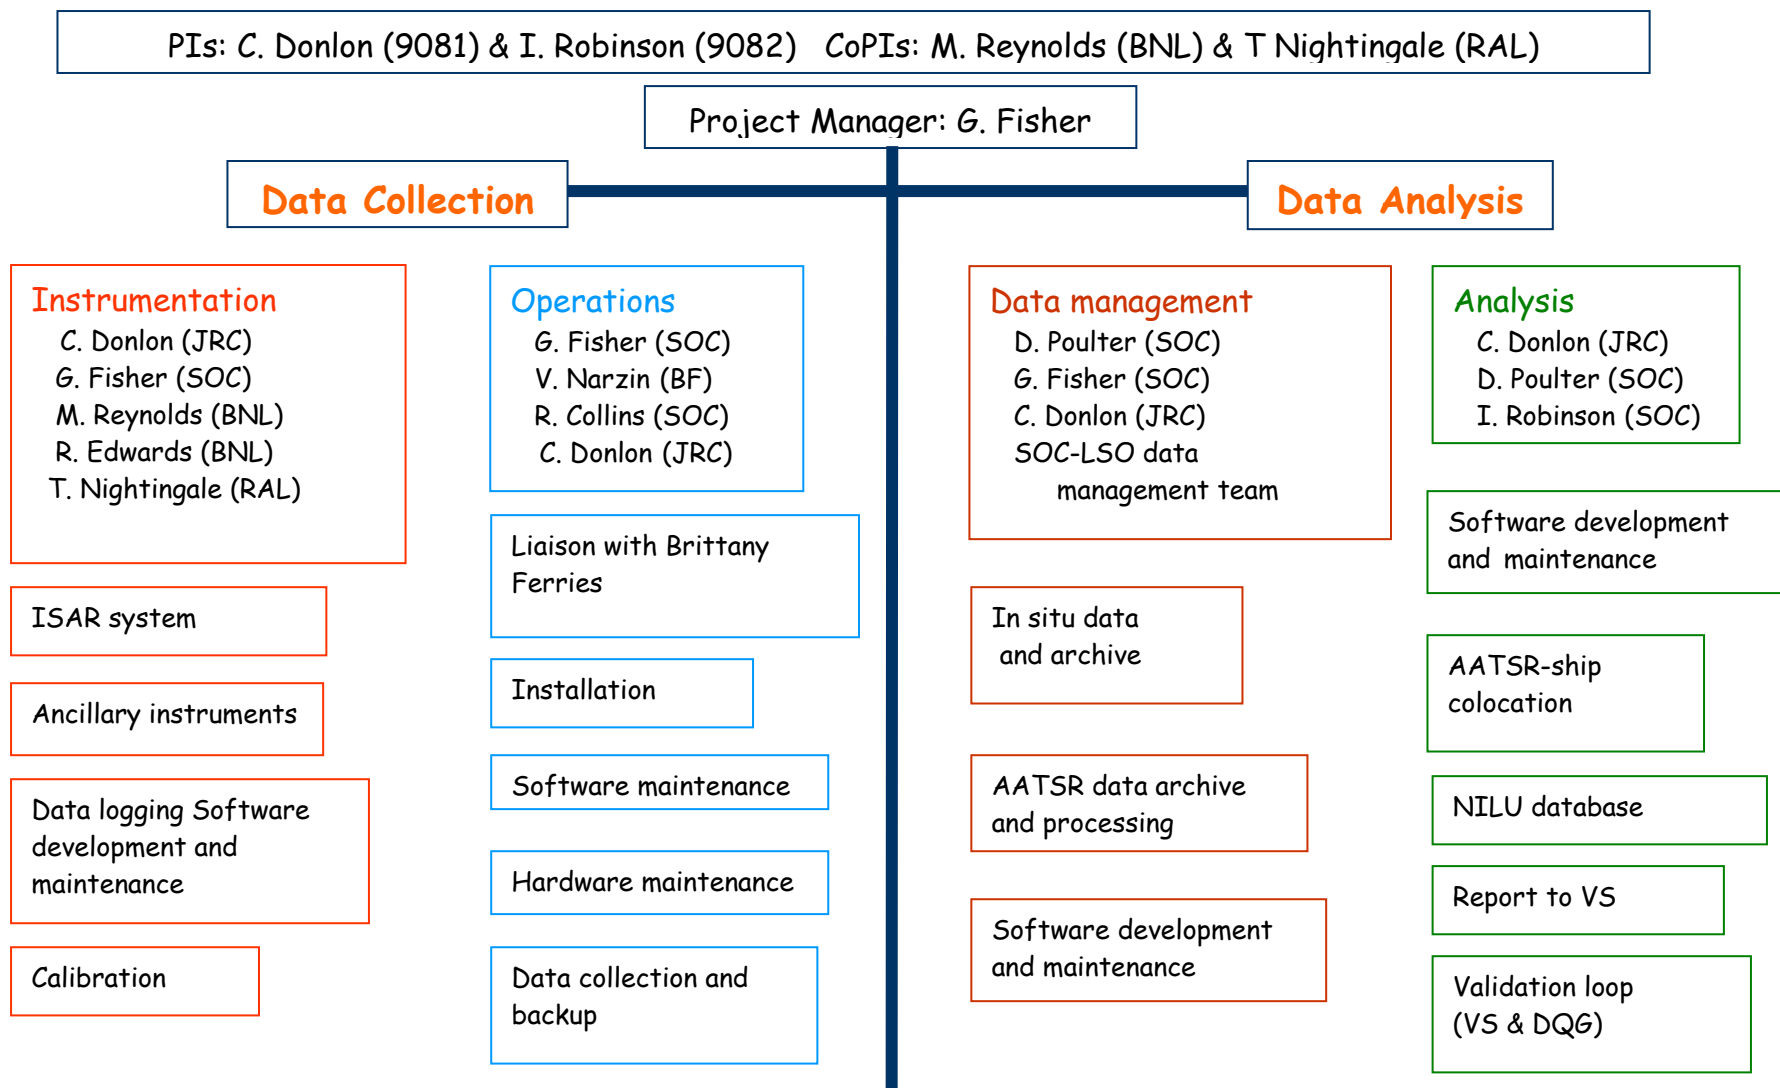 PIs: C. Donlon (9081) & I. Robinson (9082) CoPIs: M. Reynolds (BNL) & T Nightingale (RAL)
Project Manager: G. Fisher
Data Collection
Data Analysis
Instrumentation
C. Donlon (JRC)
G. Fisher (SOC)
M. Reynolds (BNL)
R. Edwards (BNL)
T. Nightingale (RAL)
ISAR system
Ancillary instruments
Data logging Software
development and
maintenance
Calibration
Operations
G. Fisher (SOC)
V. Narzin (BF)
R. Collins (SOC)
C. Donlon (JRC)
Liaison with Brittany
Ferries
Installation
Software maintenance
Hardware maintenance
Data collection and
backup
Data management
D. Poulter (SOC)
G. Fisher (SOC)
C. Donlon (JRC)
SOC-LSO data
management team
In situ data
and archive
AATSR data archive
and processing
Software development
and maintenance
Analysis
C. Donlon (JRC)
D. Poulter (SOC)
I. Robinson (SOC)
Software development
and maintenance
AATSR-ship
colocation
NILU database
Report to VS
Validation loop
(VS & DQG)